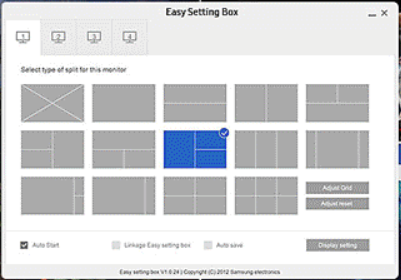 Easy Setting Box
1 2 3 4
Select type of split for this monitor
Adjust Grid
Adjust reset
Auto Start Linkage Easy setting box Auto save Display setting
Easy setting box V1.0.24 | Copyright (C) 2012 Samsung electronics